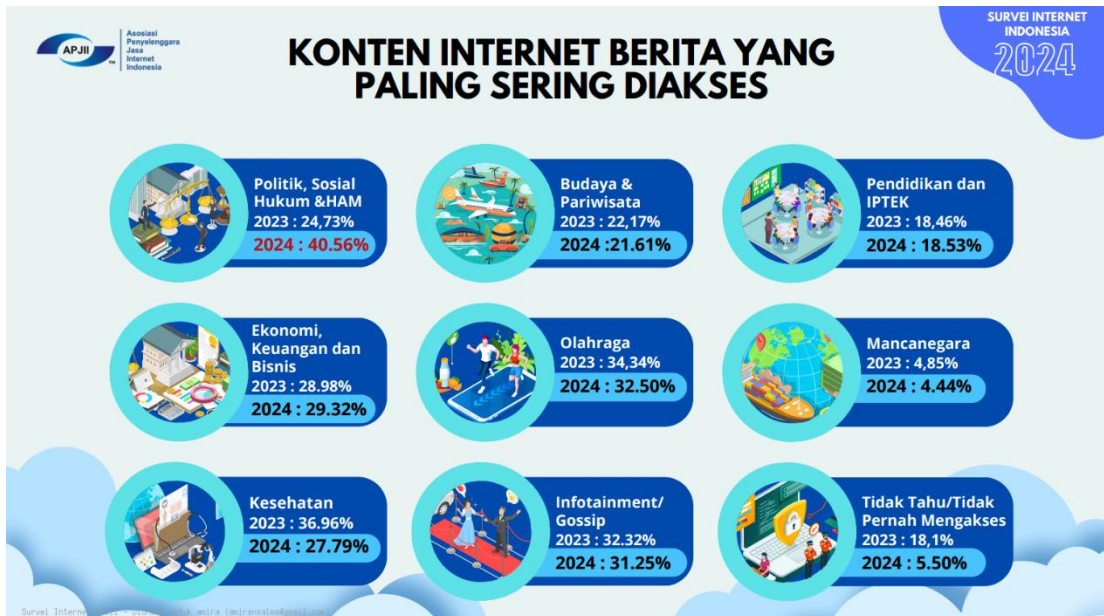 APJII
TM
Asosiasi
Penyelenggara
Jasa
Internet
Indonesia
KONTEN INTERNET BERITA YANG
PALING SERING DIAKSES
SURVEI INTERNET
INDONESIA
2024
Politik, Sosial
Hukum &HAM
2023 : 24,73%
2024 : 40.56%
Budaya &
Pariwisata
2023 : 22,17%
2024 :21.61%
Pendidikan dan
IPTEK
2023 : 18,46%
2024 : 18.53%
Ekonomi,
Keuangan dan
Bisnis
2023 : 28.98%
2024 : 29.32%
Olahraga
2023 : 34,34%
2024 : 32.50%
Mancanegara
2023 : 4,85%
2024 : 4.44%
Kesehatan
2023 : 36.96%
2024 : 27.79%
Infotainment/
Gossip
2023 : 32.32%
2024 : 31.25%
Tidak Tahu/Tidak
Pernah Mengakses
2023 : 18,1%
2024 : 5.50%
Survei